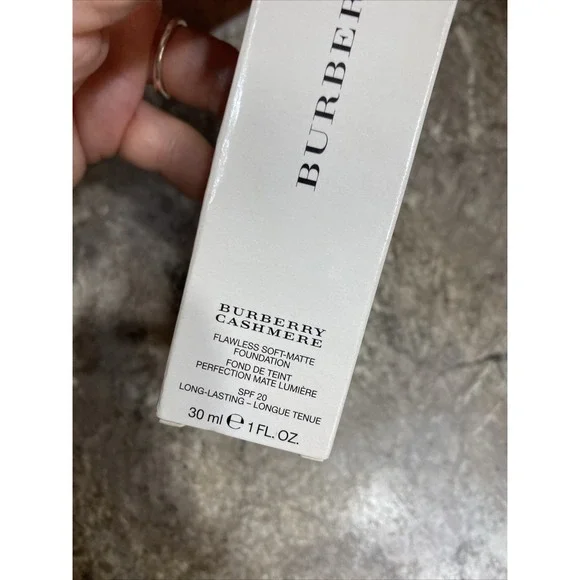 BURBER
BURBERRY
CASHMERE
FLAWLESS SOFT-MATTE
FOUNDATION
FOND DE TEINT
PERFECTION MATE LUMIÈRE
SPF 20
LONG-LASTING – LONGUE TENUE
30 ml ℮ 1 FL. OZ.